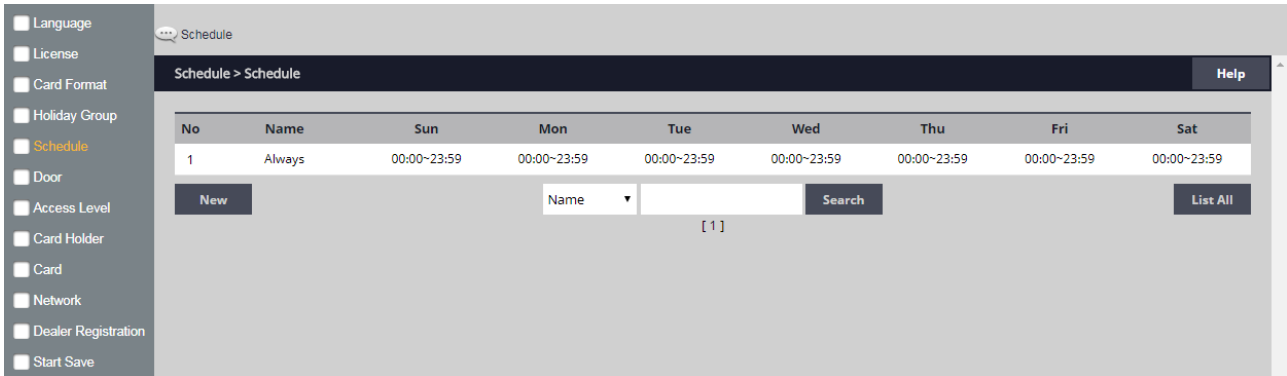 Language
License
Card Format
Holiday Group
Schedule
Door
Access Level
Card Holder
Card
Network
Dealer Registration
Start Save
Schedule
Schedule > Schedule
Help
No Name Sun Mon Tue Wed Thu Fri Sat
1 Always 00:00~23:59 00:00~23:59 00:00~23:59 00:00~23:59 00:00~23:59 00:00~23:59 00:00~23:59
New Name Search List All
[ 1 ]